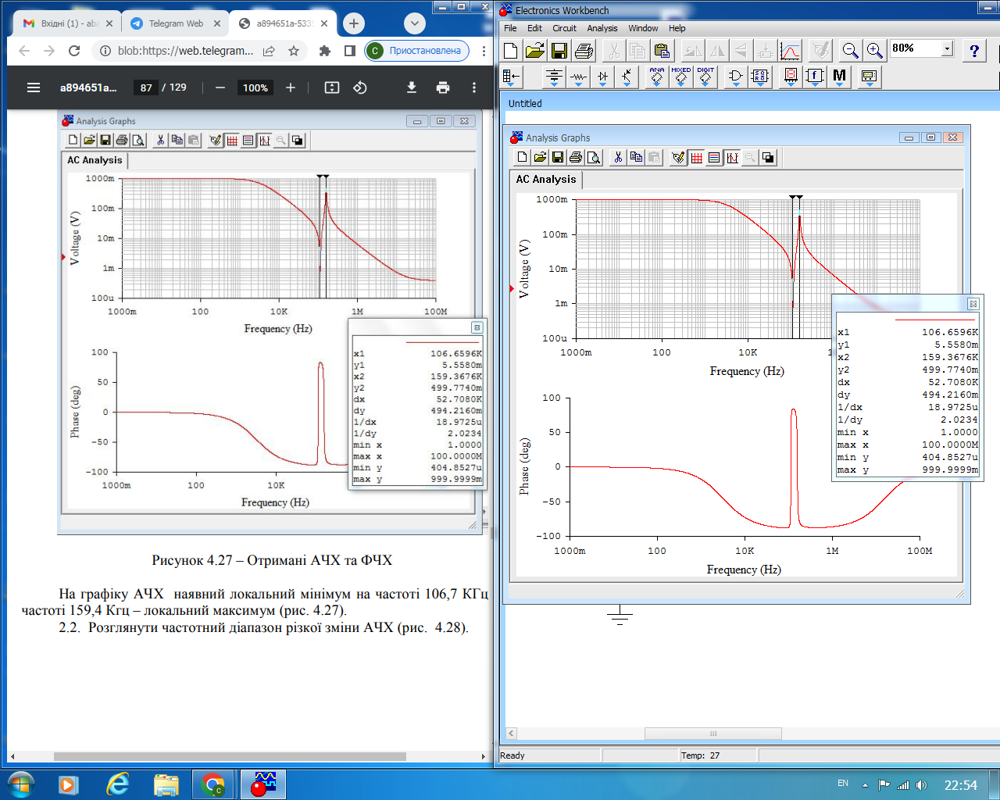 Вхідні (1) - aba
Telegram Web
a894651a-5335
blob:https://web.telegram...
C
Приостановлена
a894651a...
87 / 129
100%
Analysis Graphs
AC Analysis
1000m
100m
10m
1m
100u
Voltage (V)
1000m 100 10K 1M 100M
Frequency (Hz)
100
50
0
-50
-100
Phase (deg)
1000m 100 10K
Frequency (Hz)
x1 106.6596K
y1 5.5580m
x2 159.3676K
y2 499.7740m
dx 52.7080K
dy 494.2160m
1/dx 18.9725u
1/dy 2.0234
min x 1.0000
max x 100.0000M
min y 404.8527u
max y 999.9999m
Рисунок 4.27 – Отримані АЧХ та ФЧХ
На графіку АЧХ наявний локальний мінімум на частоті 106,7 КГц
частоті 159,4 Кгц – локальний максимум (рис. 4.27).
2.2. Розглянути частотний діапазон різкої зміни АЧХ (рис. 4.28).
Electronics Workbench
File Edit Circuit Analysis Window Help
80%
?
ANA MIXED DIGIT
M
Untitled
Analysis Graphs
AC Analysis
1000m
100m
10m
1m
100u
Voltage (V)
1000m 100 10K
Frequency (Hz)
x1 106.6596K
y1 5.5580m
x2 159.3676K
y2 499.7740m
dx 52.7080K
dy 494.2160m
1/dx 18.9725u
1/dy 2.0234
min x 1.0000
max x 100.0000M
min y 404.8527u
max y 999.9999m
100
50
0
-50
-100
Phase (deg)
1000m 100 10K 1M 100M
Frequency (Hz)
Ready
Temp: 27
EN
22:54